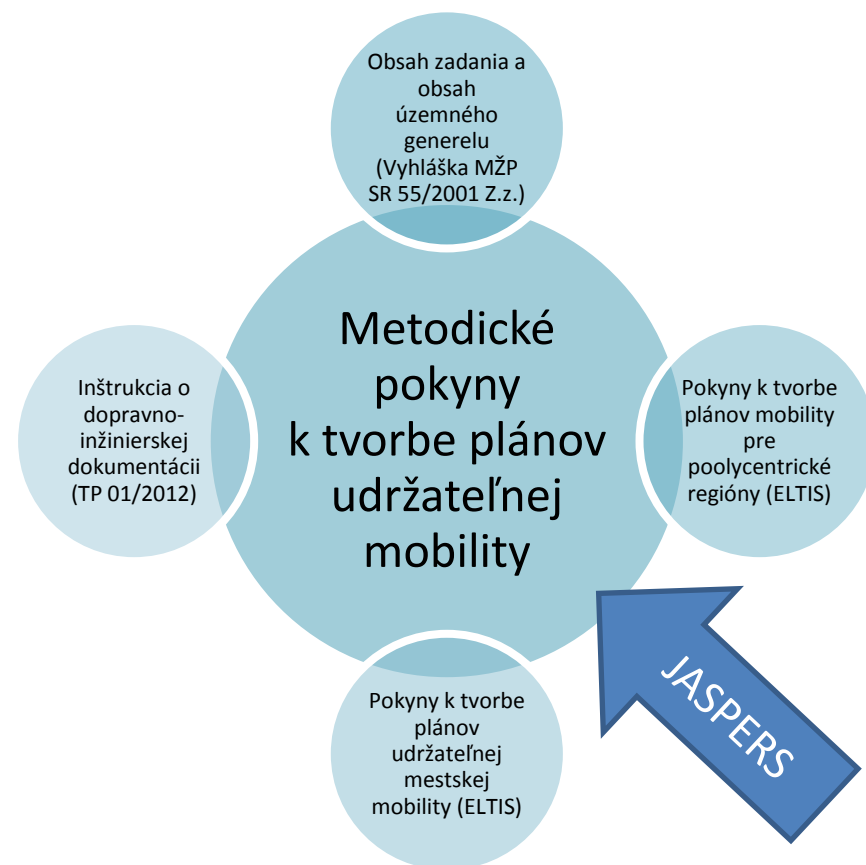 Obsah zadania a
obsah
územného
generelu
(Vyhláška MŽP
SR 55/2001 Z.z.)
Metodické
pokyny
k tvorbe plánov
udržateľnej
mobility
Inštrukcia o
dopravno-
inžinierskej
dokumentácii
(TP 01/2012)
Pokyny k tvorbe
plánov mobility
pre
poolycentrické
regióny (ELTIS)
Pokyny k tvorbe
plánov
udržateľnej
mestskej
mobility (ELTIS)
JASPERS